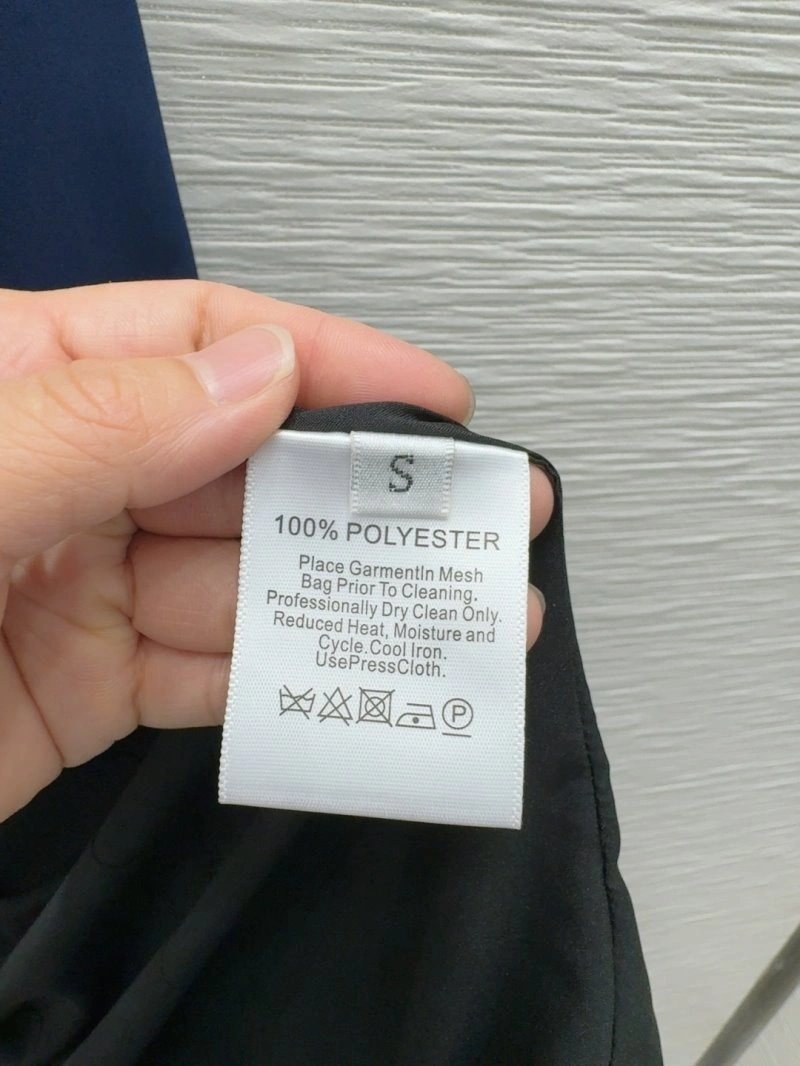 S
100% POLYESTER
Place GarmentIn Mesh
Bag Prior To Cleaning.
Professionally Dry Clean Only.
Reduced Heat, Moisture and
Cycle.Cool Iron.
UsePressCloth.
P